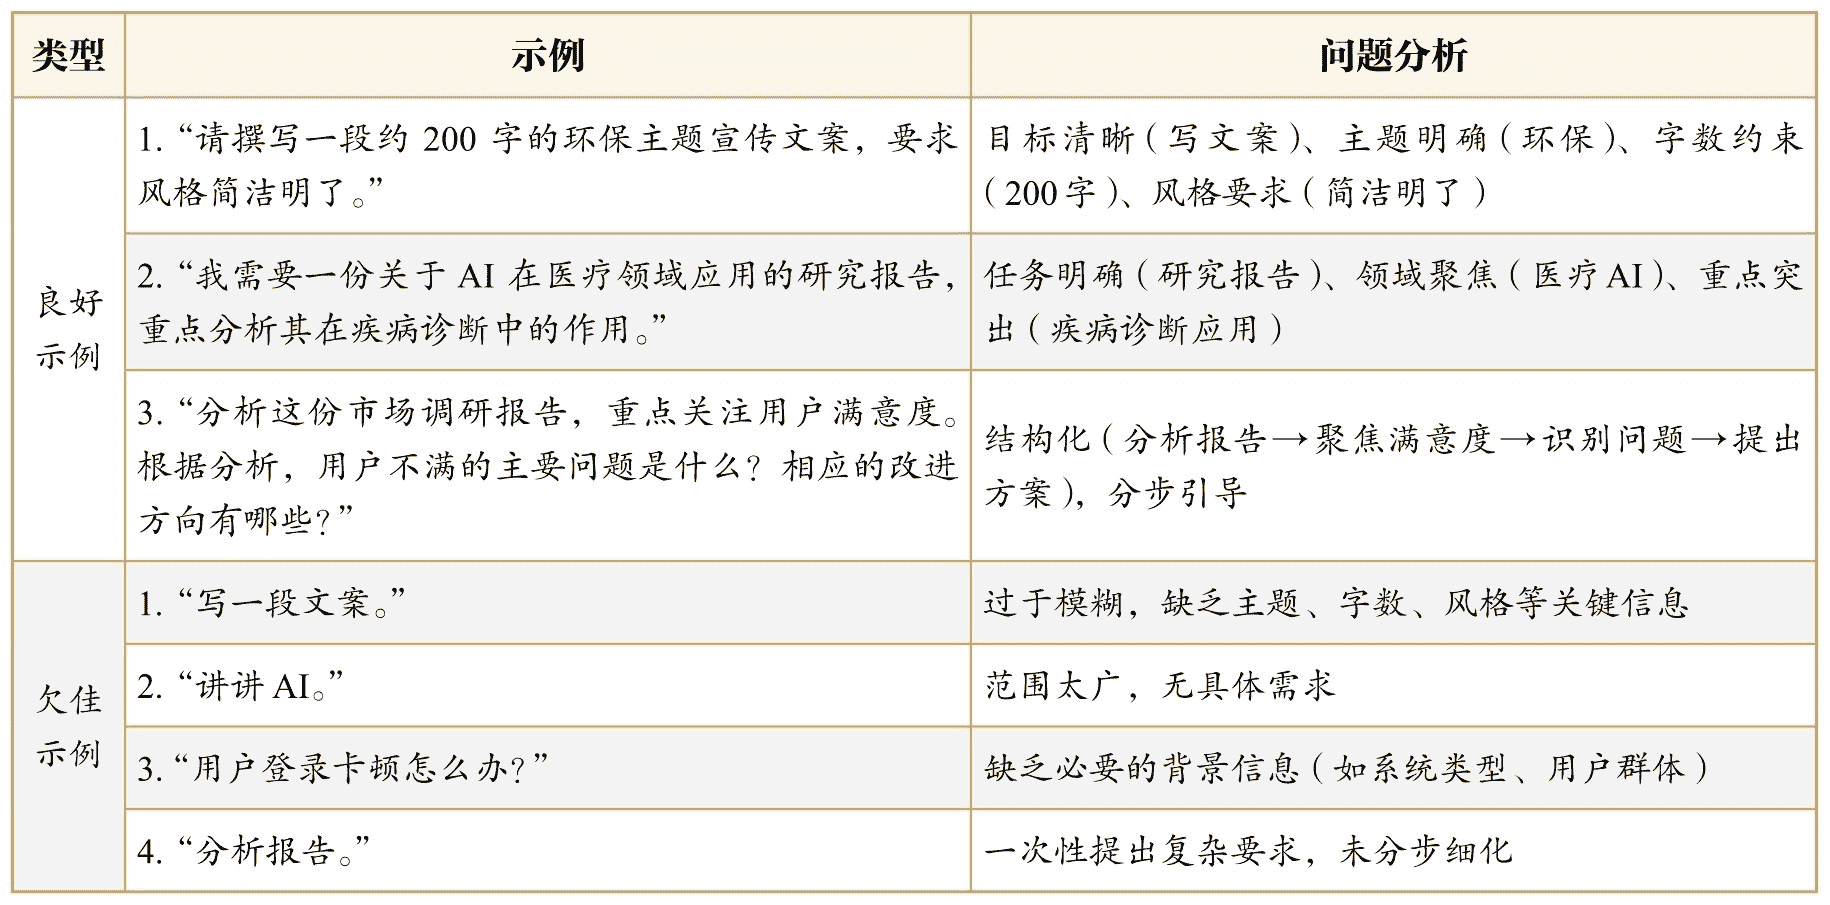 类型 示例 问题分析
良好
示例
1. “请撰写一段约 200 字的环保主题宣传文案，要求
风格简洁明了。”
目标清晰（写文案）、主题明确（环保）、字数约束
（200字）、风格要求（简洁明了）
2. “我需要一份关于 AI 在医疗领域应用的研究报告，
重点分析其在疾病诊断中的作用。”
任务明确（研究报告）、领域聚焦（医疗AI）、重点突
出（疾病诊断应用）
3. “分析这份市场调研报告，重点关注用户满意度。
根据分析，用户不满的主要问题是什么？相应的改进
方向有哪些？”
结构化（分析报告→聚焦满意度→识别问题→提出
方案），分步引导
欠佳
示例
1. “写一段文案。”
过于模糊，缺乏主题、字数、风格等关键信息
2. “讲讲AI。”
范围太广，无具体需求
3. “用户登录卡顿怎么办？”
缺乏必要的背景信息（如系统类型、用户群体）
4. “分析报告。”
一次性提出复杂要求，未分步细化